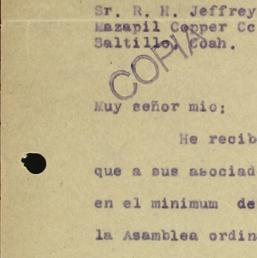 Sr. R. H. Jeffrey
Mazapil Copper Co
Saltillo, Coah.
COPIA
Muy señor mio:
He recib
que a sus asociad
en el minimum de
la Asamblea ordin